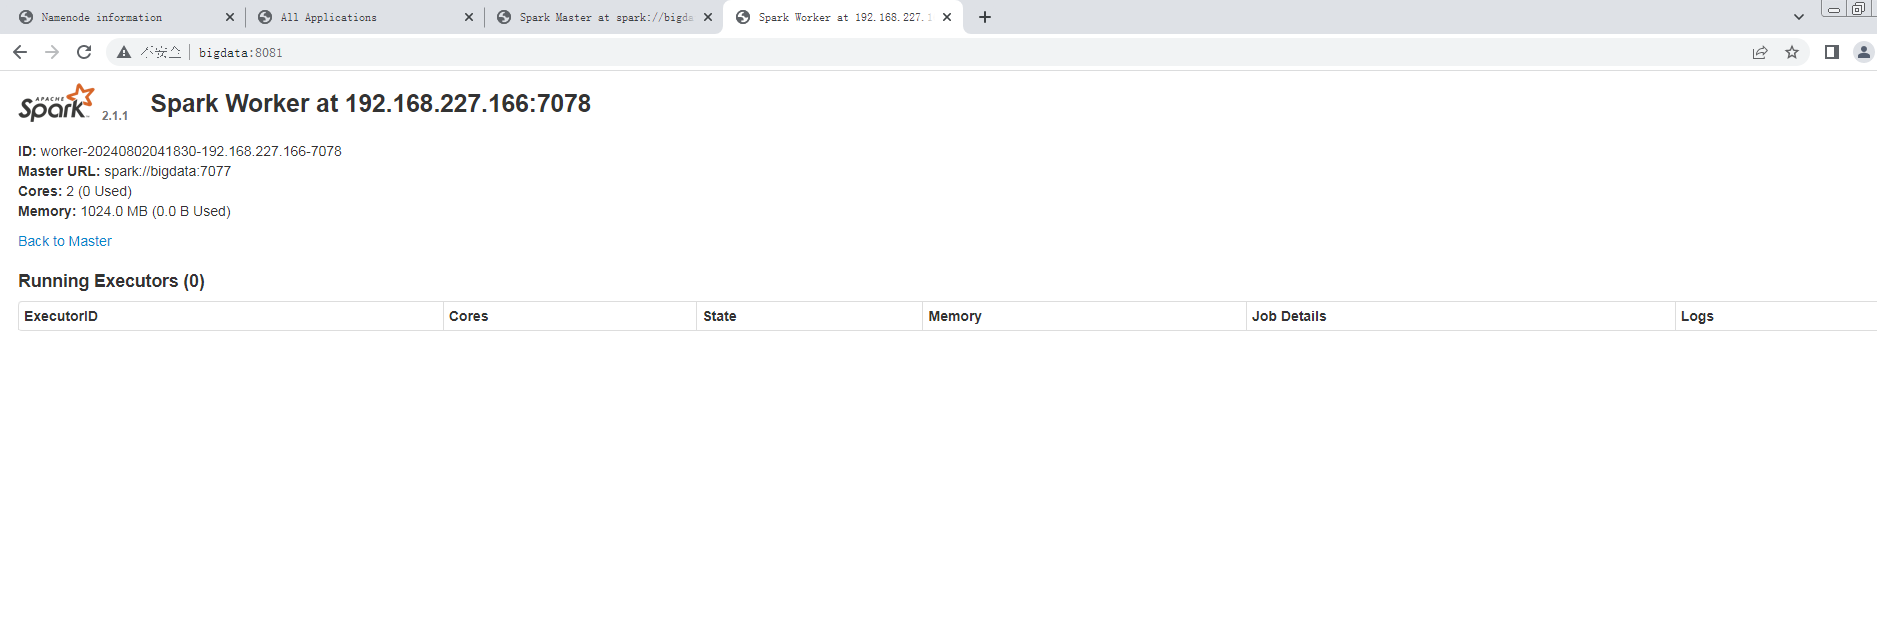 Namenode information
All Applications
Spark Master at spark://bigda
Spark Worker at 192.168.227.1
不安全
bigdata:8081
APACHE
Spark 2.1.1
Spark Worker at 192.168.227.166:7078
ID: worker-20240802041830-192.168.227.166-7078
Master URL: spark://bigdata:7077
Cores: 2 (0 Used)
Memory: 1024.0 MB (0.0 B Used)
Back to Master
Running Executors (0)
ExecutorID Cores State Memory Job Details Logs